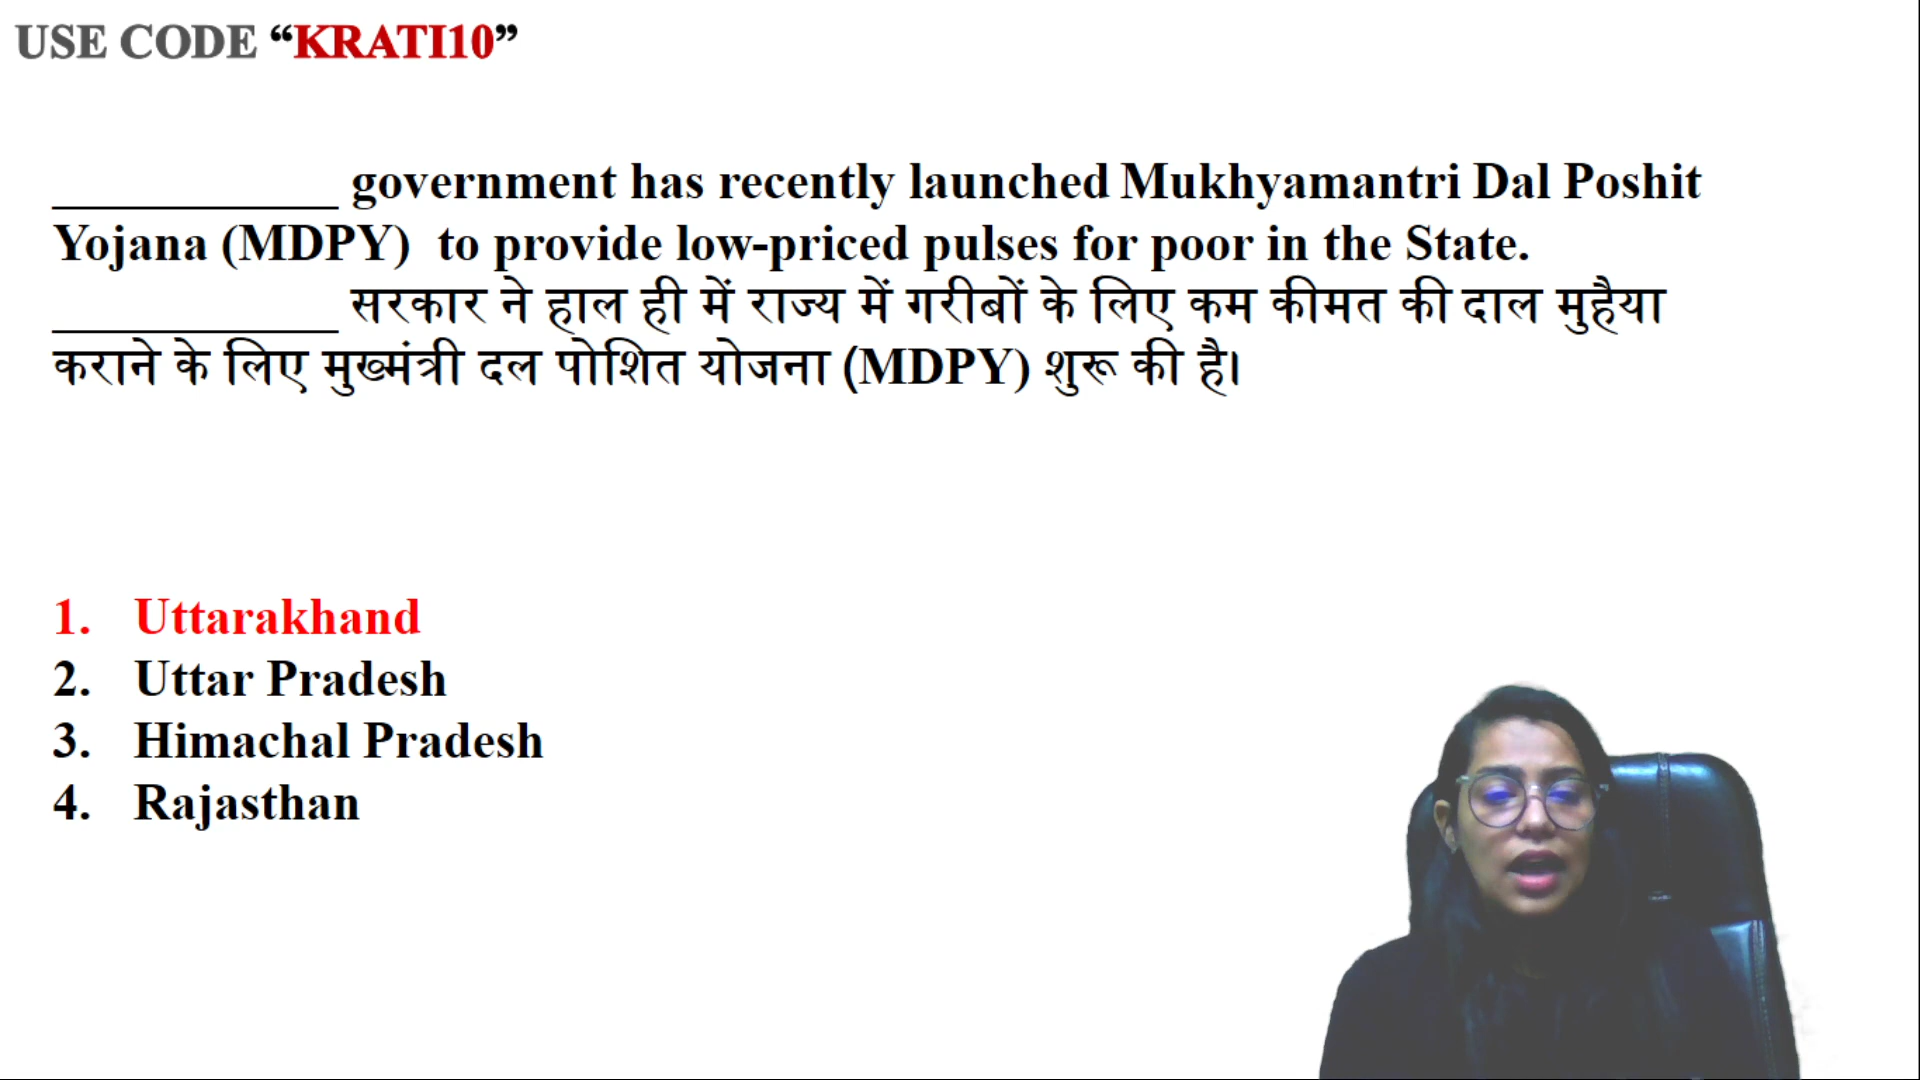 USE CODE “KRATI10”
___________ government has recently launched Mukhyamantri Dal Poshit
Yojana (MDPY) to provide low-priced pulses for poor in the State.
___________ सरकार ने हाल ही में राज्य में गरीबों के लिए कम कीमत की दाल मुहैया
कराने के लिए मुख्मंत्री दल पोशित योजना (MDPY) शुरू की है।
1. Uttarakhand
2. Uttar Pradesh
3. Himachal Pradesh
4. Rajasthan